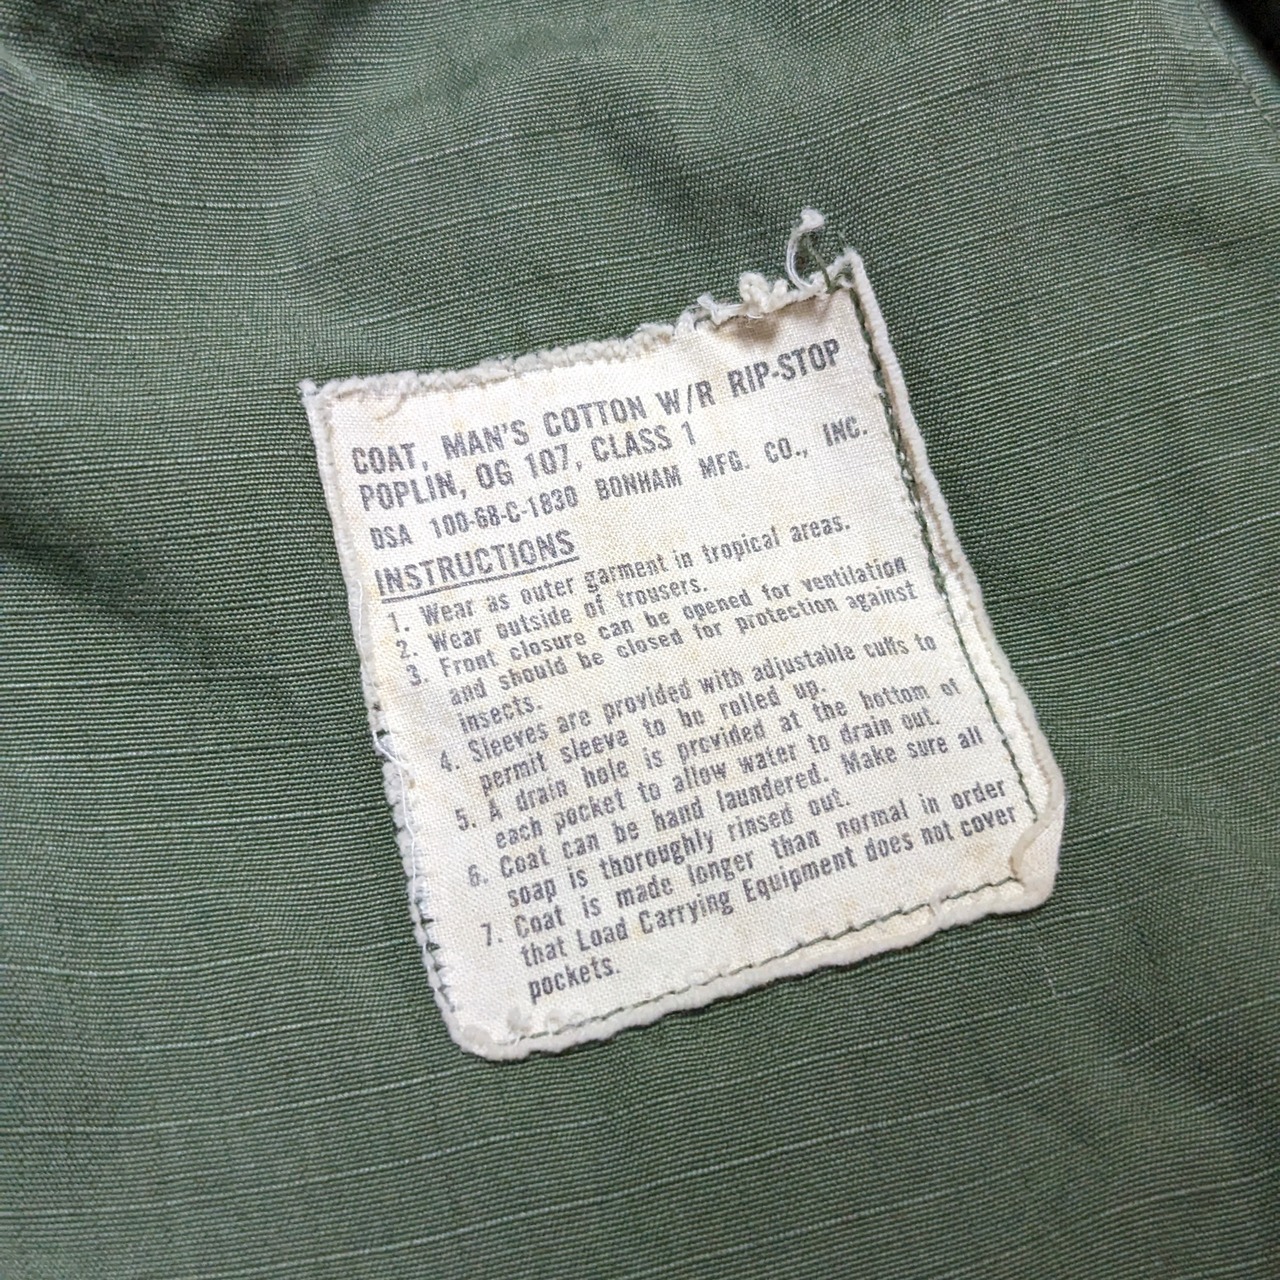 COAT, MAN'S COTTON W/R RIP-STOP
POPLIN, OG 107, CLASS 1
DSA 100-68-C-1830 BONHAM MFG. CO., INC.
INSTRUCTIONS
1. Wear as outer garment in tropical areas.
2. Wear outside of trousers.
3. Front closure can be opened for ventilation
and should be closed for protection against
insects.
4. Sleeves are provided with adjustable cuffs to
permit sleeve to be rolled up.
5. A drain hole is provided at the bottom of
each pocket to allow water to drain out.
6. Coat can be hand laundered. Make sure all
soap is thoroughly rinsed out.
7. Coat is made longer than normal in order
that Load Carrying Equipment does not cover
pockets.